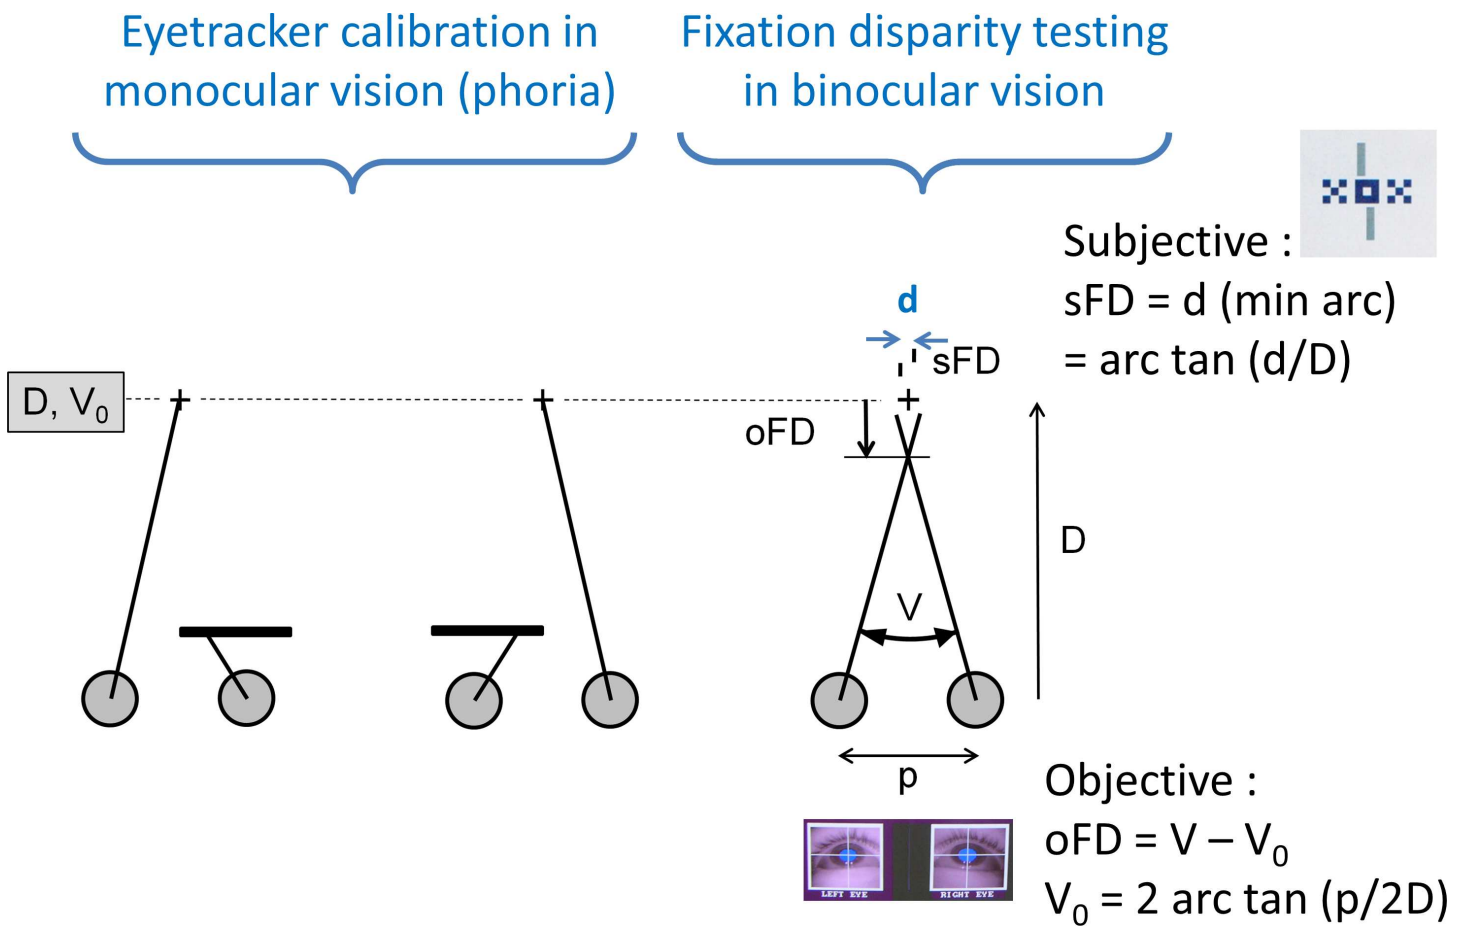 Eyetracker calibration in
monocular vision (phoria)
Fixation disparity testing
in binocular vision
Subjective :
sFD = d (min arc)
= arc tan (d/D)
d
sFD
D, V₀
oFD
D
V
p
LEFT EYE
RIGHT EYE
Objective :
oFD = V – V₀
V₀ = 2 arc tan (p/2D)